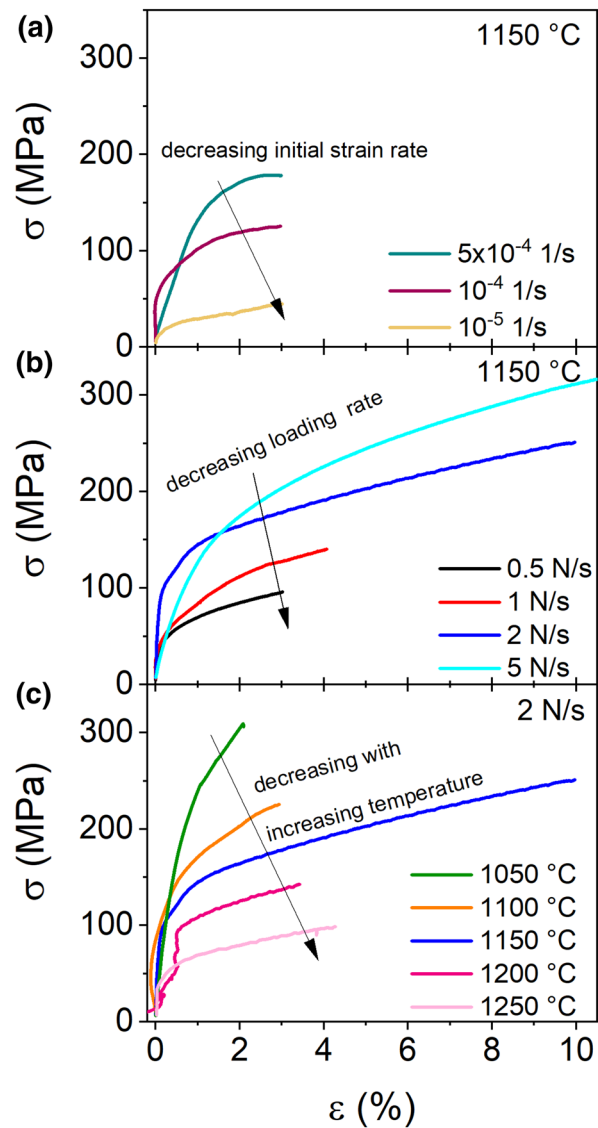 (a)
1150 °C
300
200
100
0
σ (MPa)
decreasing initial strain rate
5x10⁻⁴ 1/s
10⁻⁴ 1/s
10⁻⁵ 1/s
(b)
1150 °C
300
200
100
0
σ (MPa)
decreasing loading rate
0.5 N/s
1 N/s
2 N/s
5 N/s
(c)
2 N/s
300
200
100
0
σ (MPa)
decreasing with
increasing temperature
1050 °C
1100 °C
1150 °C
1200 °C
1250 °C
0 2 4 6 8 10
ε (%)